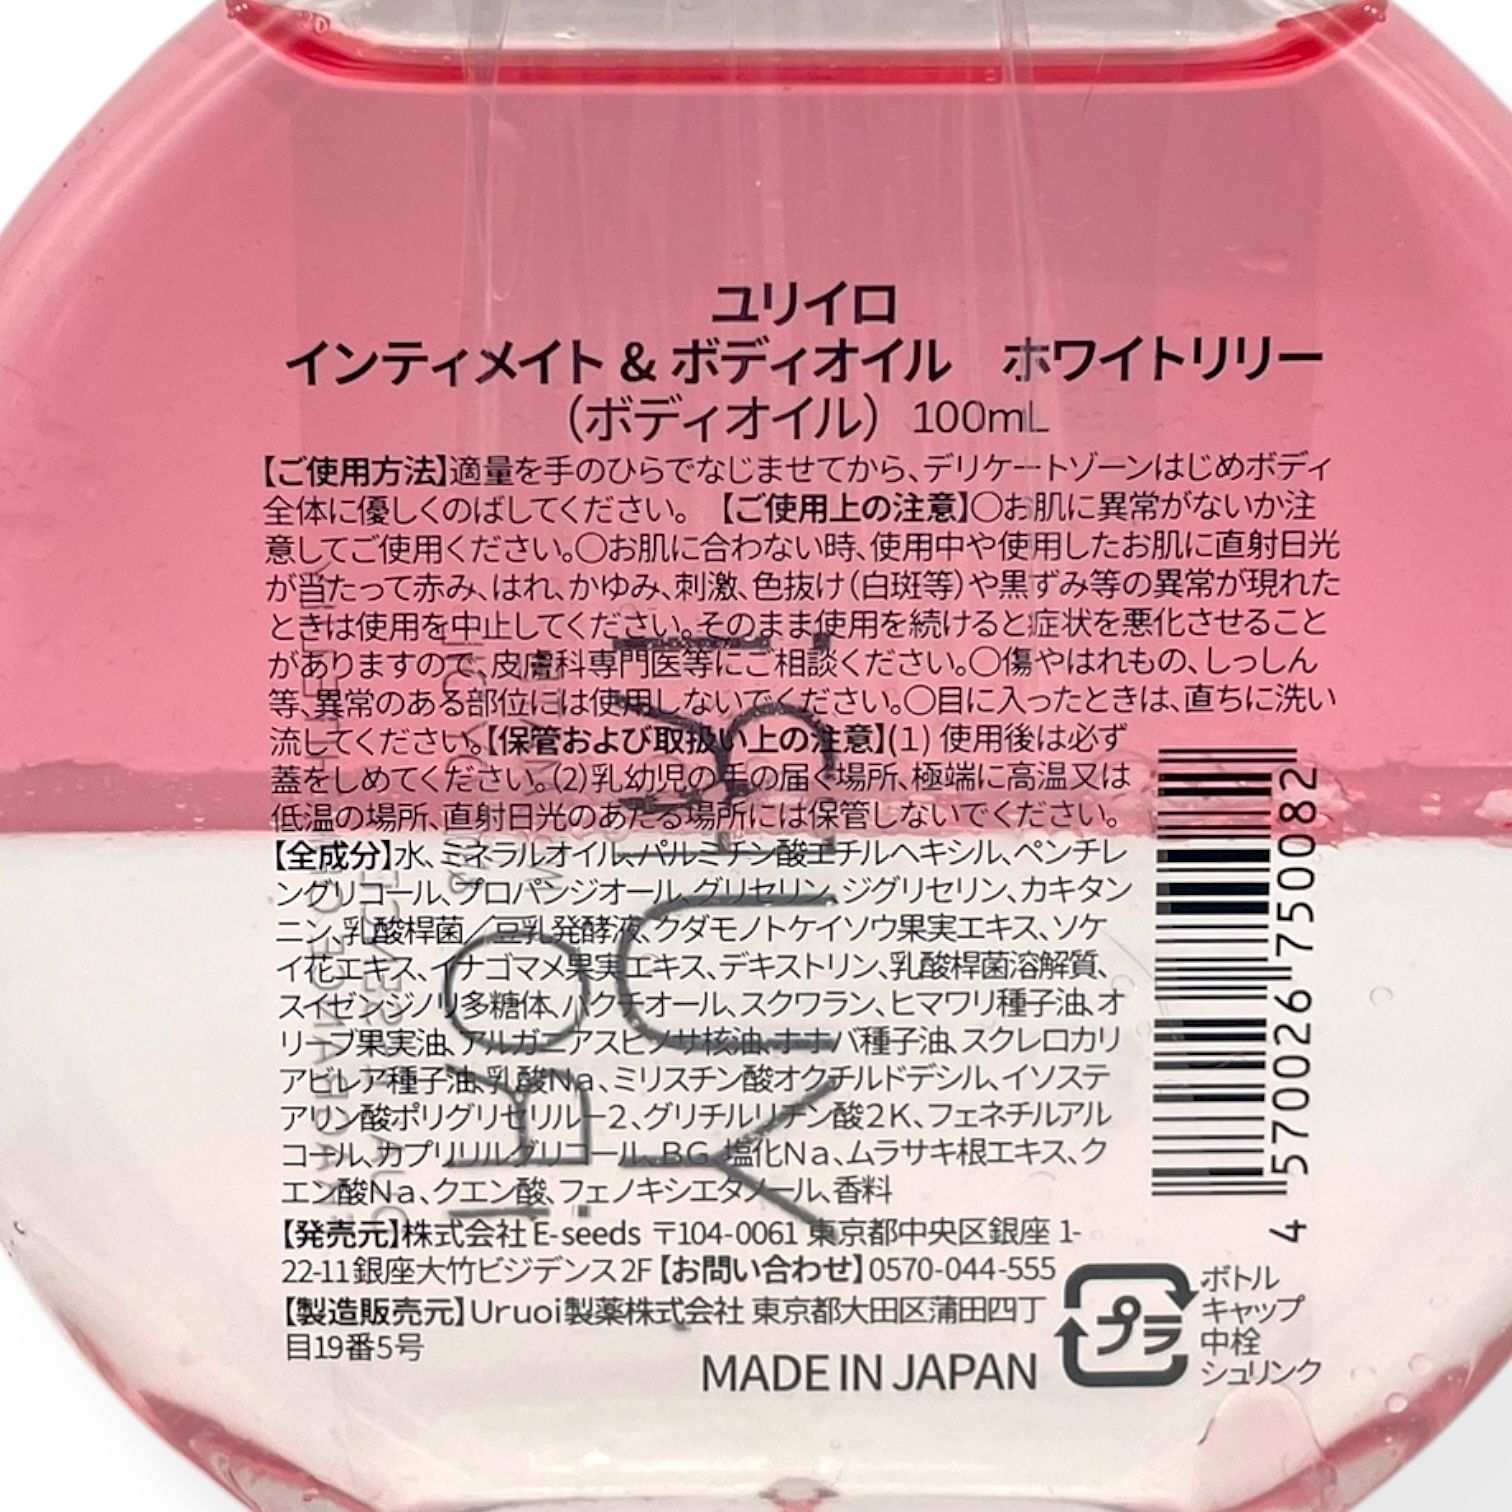 ユリイロ
インティメイト & ボディオイル　ホワイトリリー
（ボディオイル） 100mL
【ご使用方法】適量を手のひらでなじませてから、デリケートゾーンはじめボディ
全体に優しくのばしてください。 【ご使用上の注意】○お肌に異常がないか注
意してご使用ください。○お肌に合わない時、使用中や使用したお肌に直射日光
が当たって赤み、はれ、かゆみ、刺激、色抜け（白斑等）や黒ずみ等の異常が現れた
ときは使用を中止してください。そのまま使用を続けると症状を悪化させること
がありますので、皮膚科専門医等にご相談ください。○傷やはれもの、しっしん
等、異常のある部位には使用しないでください。○目に入ったときは、直ちに洗い
流してください。【保管および取扱い上の注意】(1) 使用後は必ず
蓋をしめてください。(2)乳幼児の手の届く場所、極端に高温又は
低温の場所、直射日光のあたる場所には保管しないでください。
【全成分】水、ミネラルオイル、パルミチン酸エチルヘキシル、ペンチレ
ングリコール、プロパンジオール、グリセリン、ジグリセリン、カキタン
ニン、乳酸桿菌／豆乳発酵液、クダモノトケイソウ果実エキス、ソケ
イ花エキス、イナゴマメ果実エキス、デキストリン、乳酸桿菌溶解質、
スイゼンジノリ多糖体、バクチオール、スクワラン、ヒマワリ種子油、オ
リーブ果実油、アルガニアスピノサ核油、ホホバ種子油、スクレロカリ
アビレア種子油、乳酸Na、ミリスチン酸オクチルドデシル、イソステ
アリン酸ポリグリセリル－2、グリチルリチン酸2K、フェネチルアル
コール、カプリリルグリコール、BG、塩化Na、ムラサキ根エキス、ク
エン酸Na、クエン酸、フェノキシエタノール、香料
【発売元】株式会社 E-seeds 〒104-0061 東京都中央区銀座 1-
22-11 銀座大竹ビジデンス 2F 【お問い合わせ】0570-044-555
【製造販売元】Uruoi製薬株式会社 東京都大田区蒲田四丁
目19番5号
MADE IN JAPAN
プラ
ボトル
キャップ
中栓
シュリンク
4 570026 750082
YURI
iRO